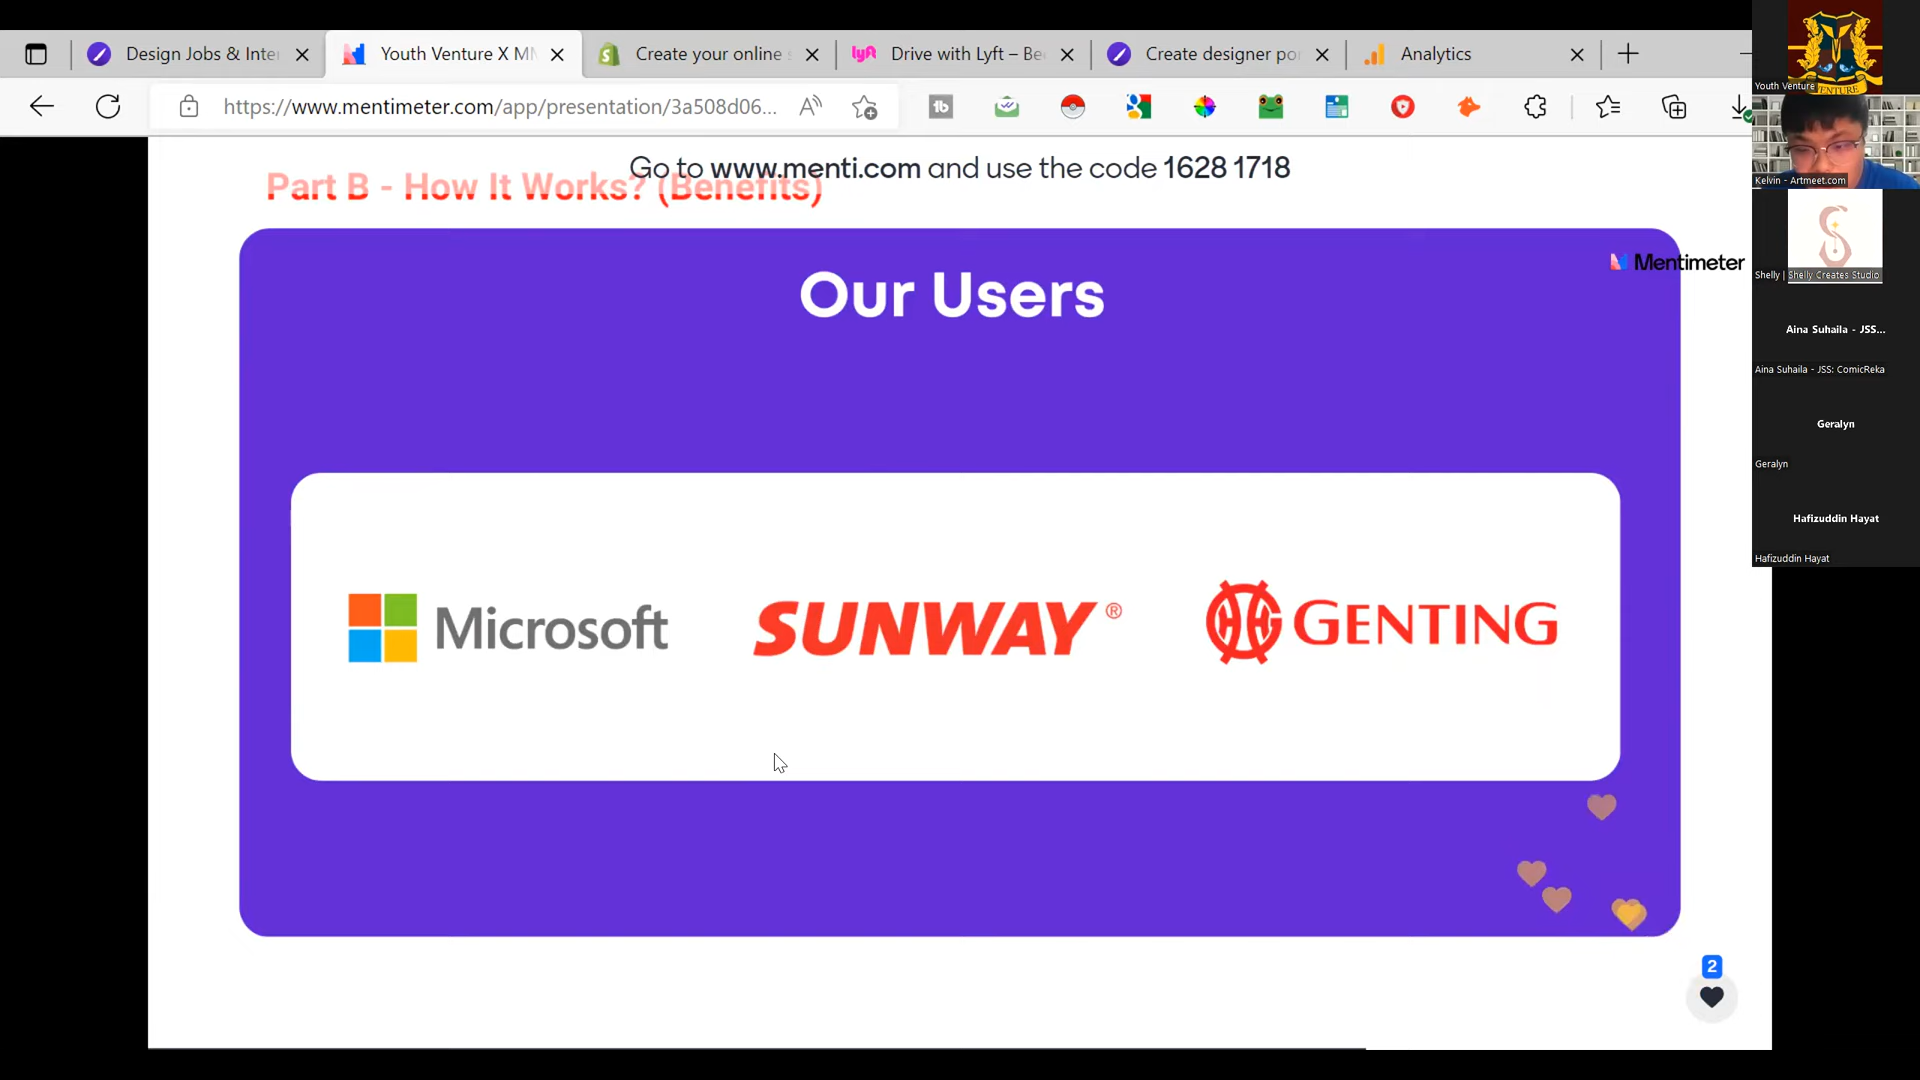 Design Jobs & Inte
Youth Venture X MM
Create your online s
Drive with Lyft – Be
Create designer po
Analytics
https://www.mentimeter.com/app/presentation/3a508d06...
Go to www.menti.com and use the code 1628 1718
Part B - How It Works? (Benefits)
Mentimeter
Our Users
Microsoft
SUNWAY®
GENTING
2
Youth Venture
Kelvin - Artmeet.com
Shelly | Shelly Creates Studio
Aina Suhaila - JSS...
Aina Suhaila - JSS: ComicReka
Geralyn
Geralyn
Hafizuddin Hayat
Hafizuddin Hayat